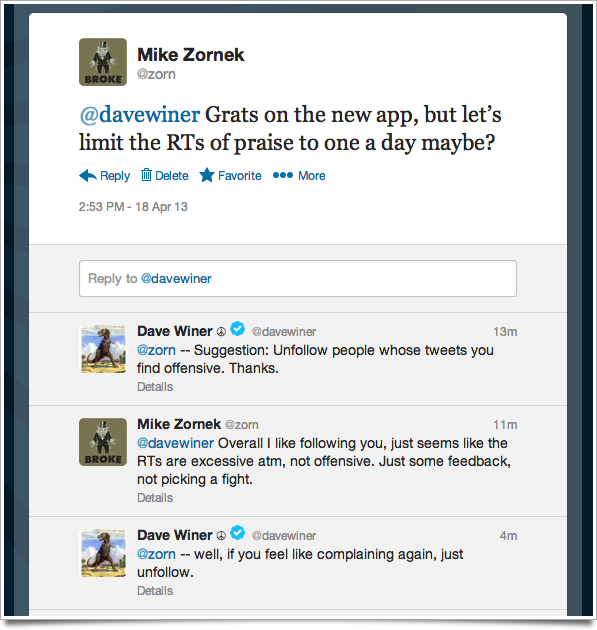 BROKE
Mike Zornek
@zorn
@davewiner Grats on the new app, but let’s
limit the RTs of praise to one a day maybe?
Reply Delete Favorite ••• More
2:53 PM - 18 Apr 13
Reply to @davewiner
Dave Winer ☮ @davewiner 13m
@zorn -- Suggestion: Unfollow people whose tweets you
find offensive. Thanks.
Details
BROKE
Mike Zornek @zorn 11m
@davewiner Overall I like following you, just seems like the
RTs are excessive atm, not offensive. Just some feedback,
not picking a fight.
Details
Dave Winer ☮ @davewiner 4m
@zorn -- well, if you feel like complaining again, just
unfollow.
Details